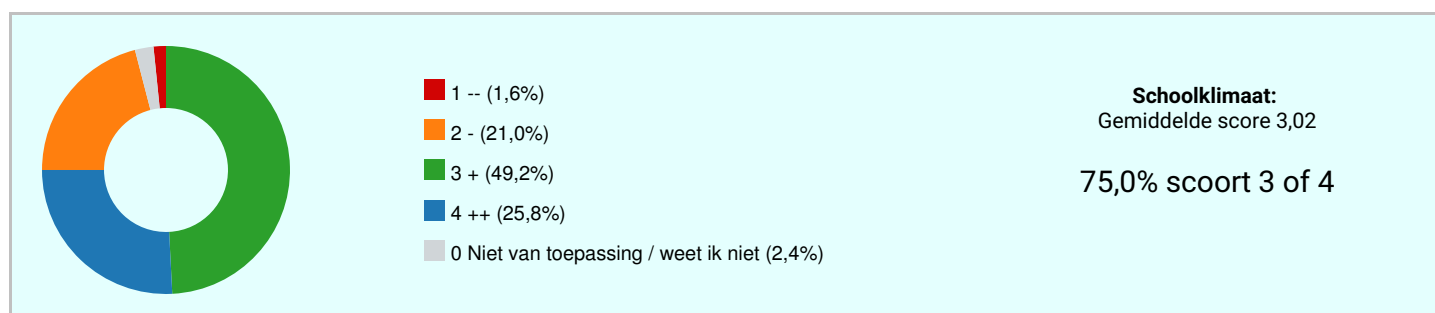 1 -- (1,6%)
2 - (21,0%)
3 + (49,2%)
4 ++ (25,8%)
0 Niet van toepassing / weet ik niet (2,4%)
Schoolklimaat:
Gemiddelde score 3,02
75,0% scoort 3 of 4